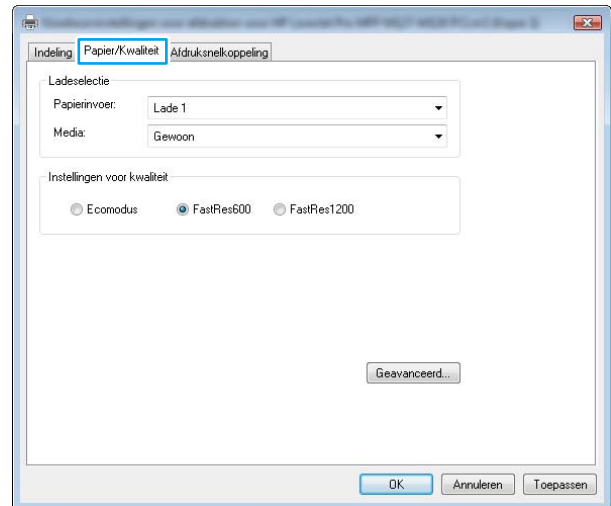 Indeling
Papier/Kwaliteit
Afdruksnelkoppeling
Ladeselectie
Papierinvoer:
Lade 1
Media:
Gewoon
Instellingen voor kwaliteit
Ecomodus
FastRes600
FastRes1200
Geavanceerd...
OK
Annuleren
Toepassen